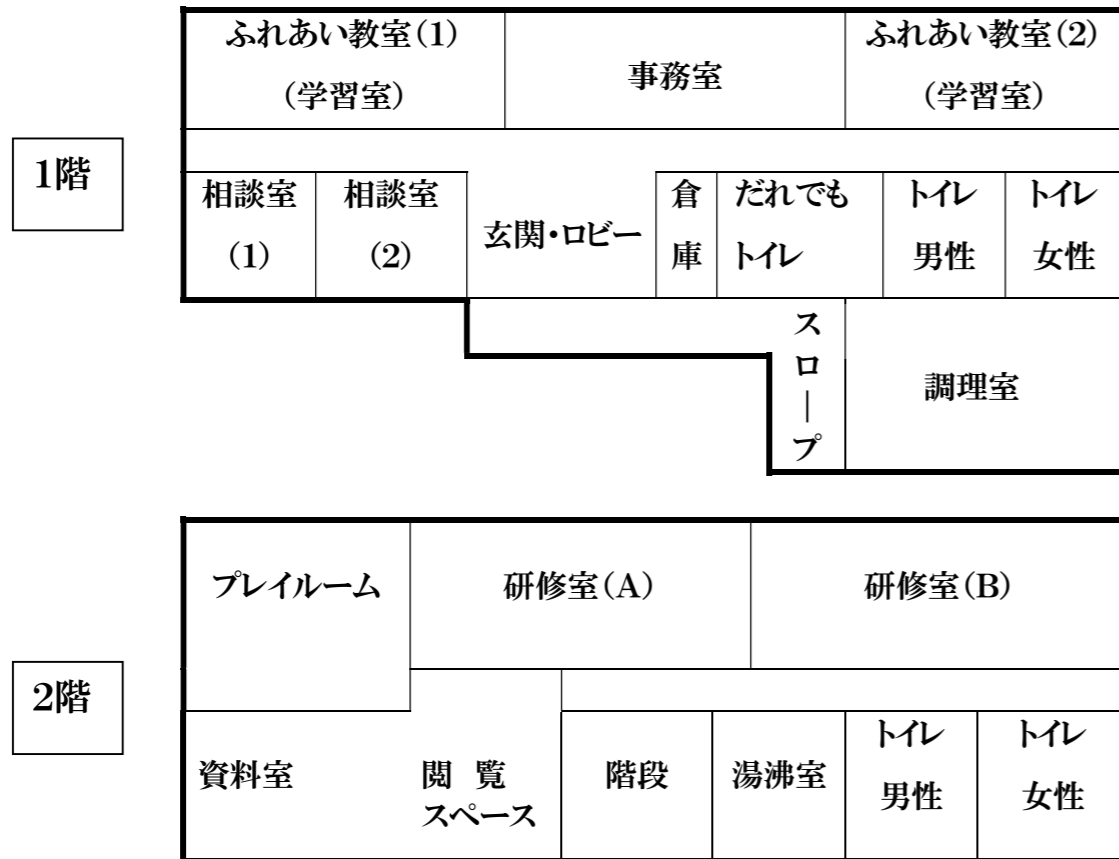 ふれあい教室(1)
(学習室)
事務室
ふれあい教室(2)
(学習室)
1階
相談室
(1)
相談室
(2)
玄関・ロビー
倉
庫
だれでも
トイレ
トイレ
男性
トイレ
女性
スロープ
調理室
プレイルーム
研修室(A)
研修室(B)
2階
資料室
閲 覧
スペース
階段
湯沸室
トイレ
男性
トイレ
女性